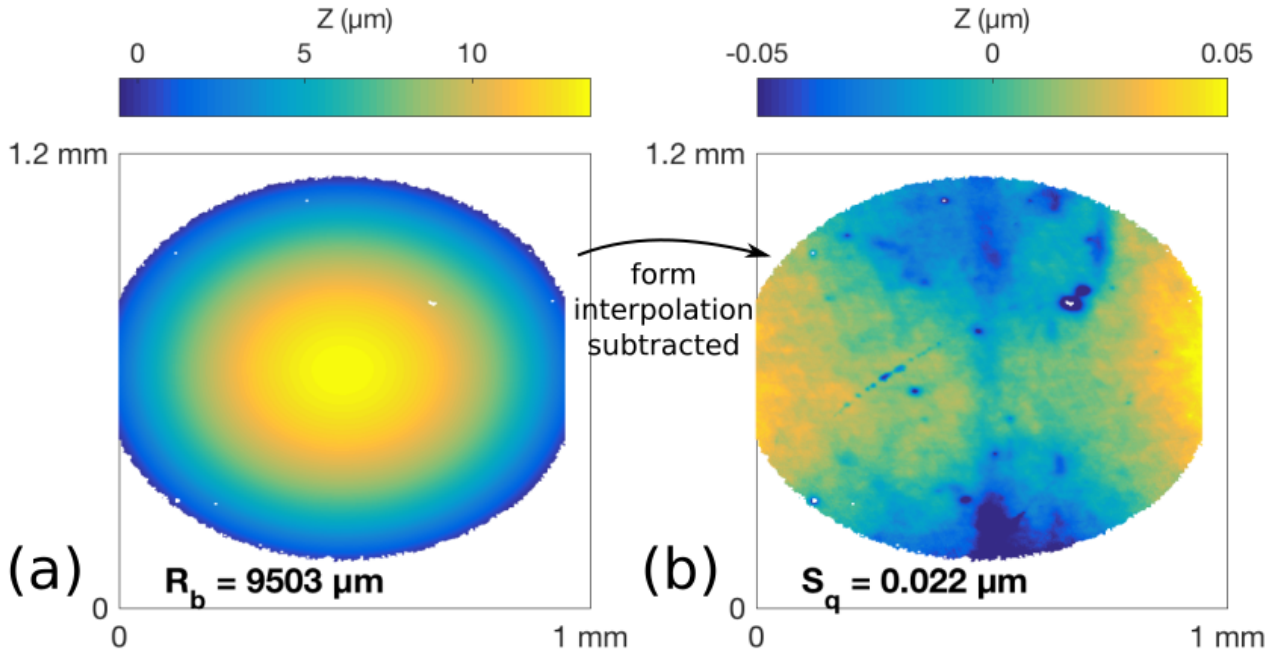 Z (µm)
0 5 10
Z (µm)
-0.05 0 0.05
1.2 mm
1.2 mm
form
interpolation
subtracted
(a)
R_b = 9503 µm
(b)
S_q = 0.022 µm
0
0 1 mm
0
0 1 mm